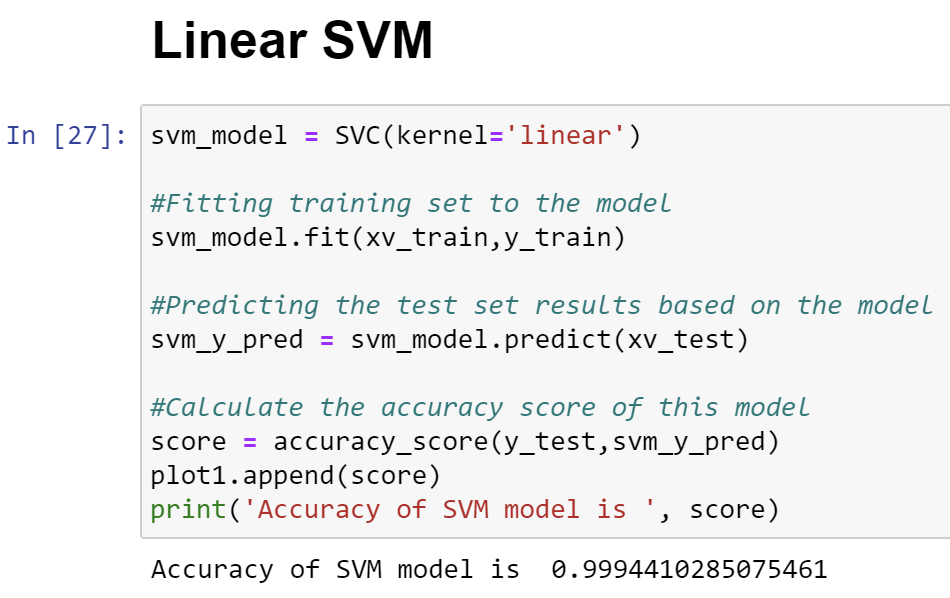 Linear SVM
In [27]:
svm_model = SVC(kernel='linear')
#Fitting training set to the model
svm_model.fit(xv_train,y_train)
#Predicting the test set results based on the model
svm_y_pred = svm_model.predict(xv_test)
#Calculate the accuracy score of this model
score = accuracy_score(y_test,svm_y_pred)
plot1.append(score)
print('Accuracy of SVM model is ', score)
Accuracy of SVM model is  0.9994410285075461